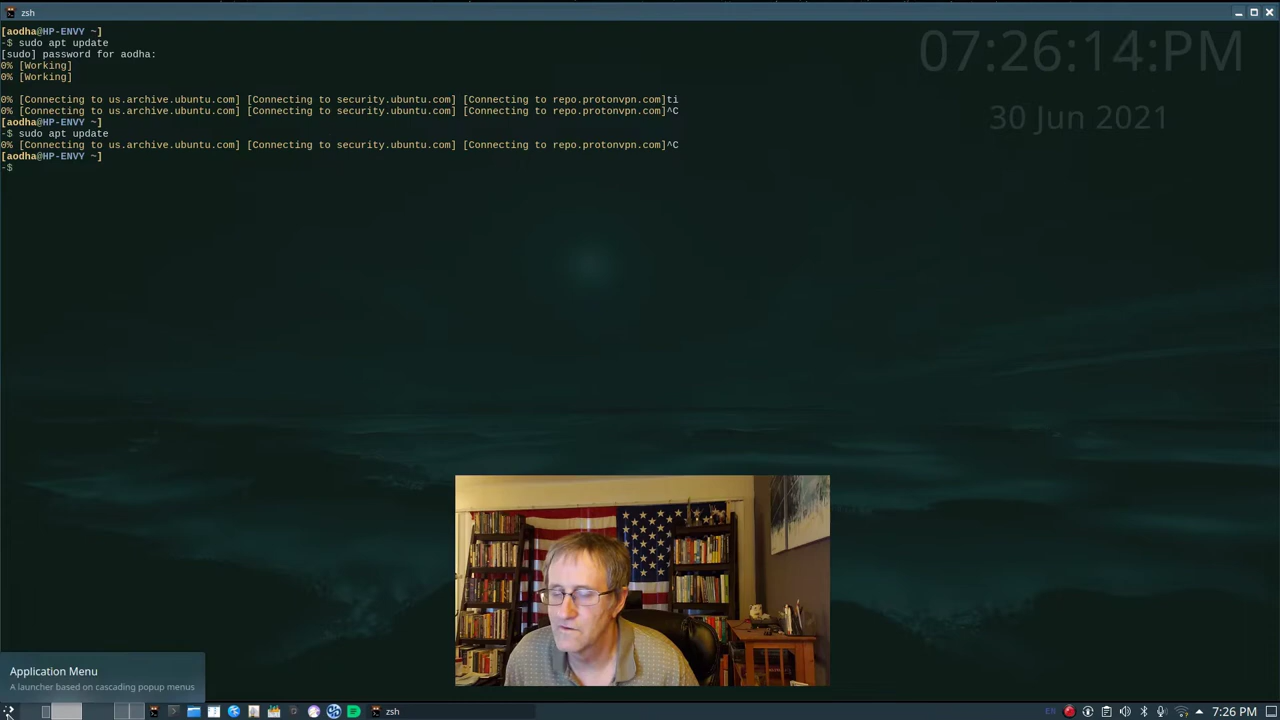 zsh
[aodha@HP-ENVY ~]
-$ sudo apt update
[sudo] password for aodha:
0% [Working]
0% [Working]
0% [Connecting to us.archive.ubuntu.com] [Connecting to security.ubuntu.com] [Connecting to repo.protonvpn.com]ti
0% [Connecting to us.archive.ubuntu.com] [Connecting to security.ubuntu.com] [Connecting to repo.protonvpn.com]^C
[aodha@HP-ENVY ~]
-$ sudo apt update
0% [Connecting to us.archive.ubuntu.com] [Connecting to security.ubuntu.com] [Connecting to repo.protonvpn.com]^C
[aodha@HP-ENVY ~]
-$
07:26:14:PM
30 Jun 2021
Application Menu
A launcher based on cascading popup menus
zsh
7:26 PM